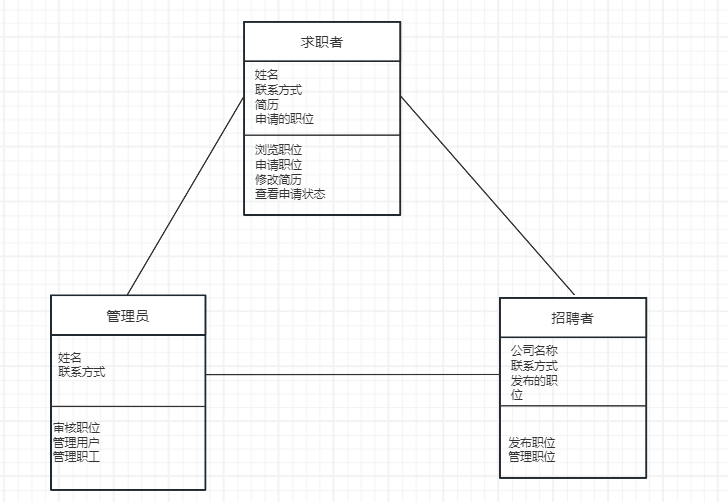 求职者
姓名
联系方式
简历
申请的职位
浏览职位
申请职位
修改简历
查看申请状态
管理员
姓名
联系方式
审核职位
管理用户
管理职工
招聘者
公司名称
联系方式
发布的职
位
发布职位
管理职位